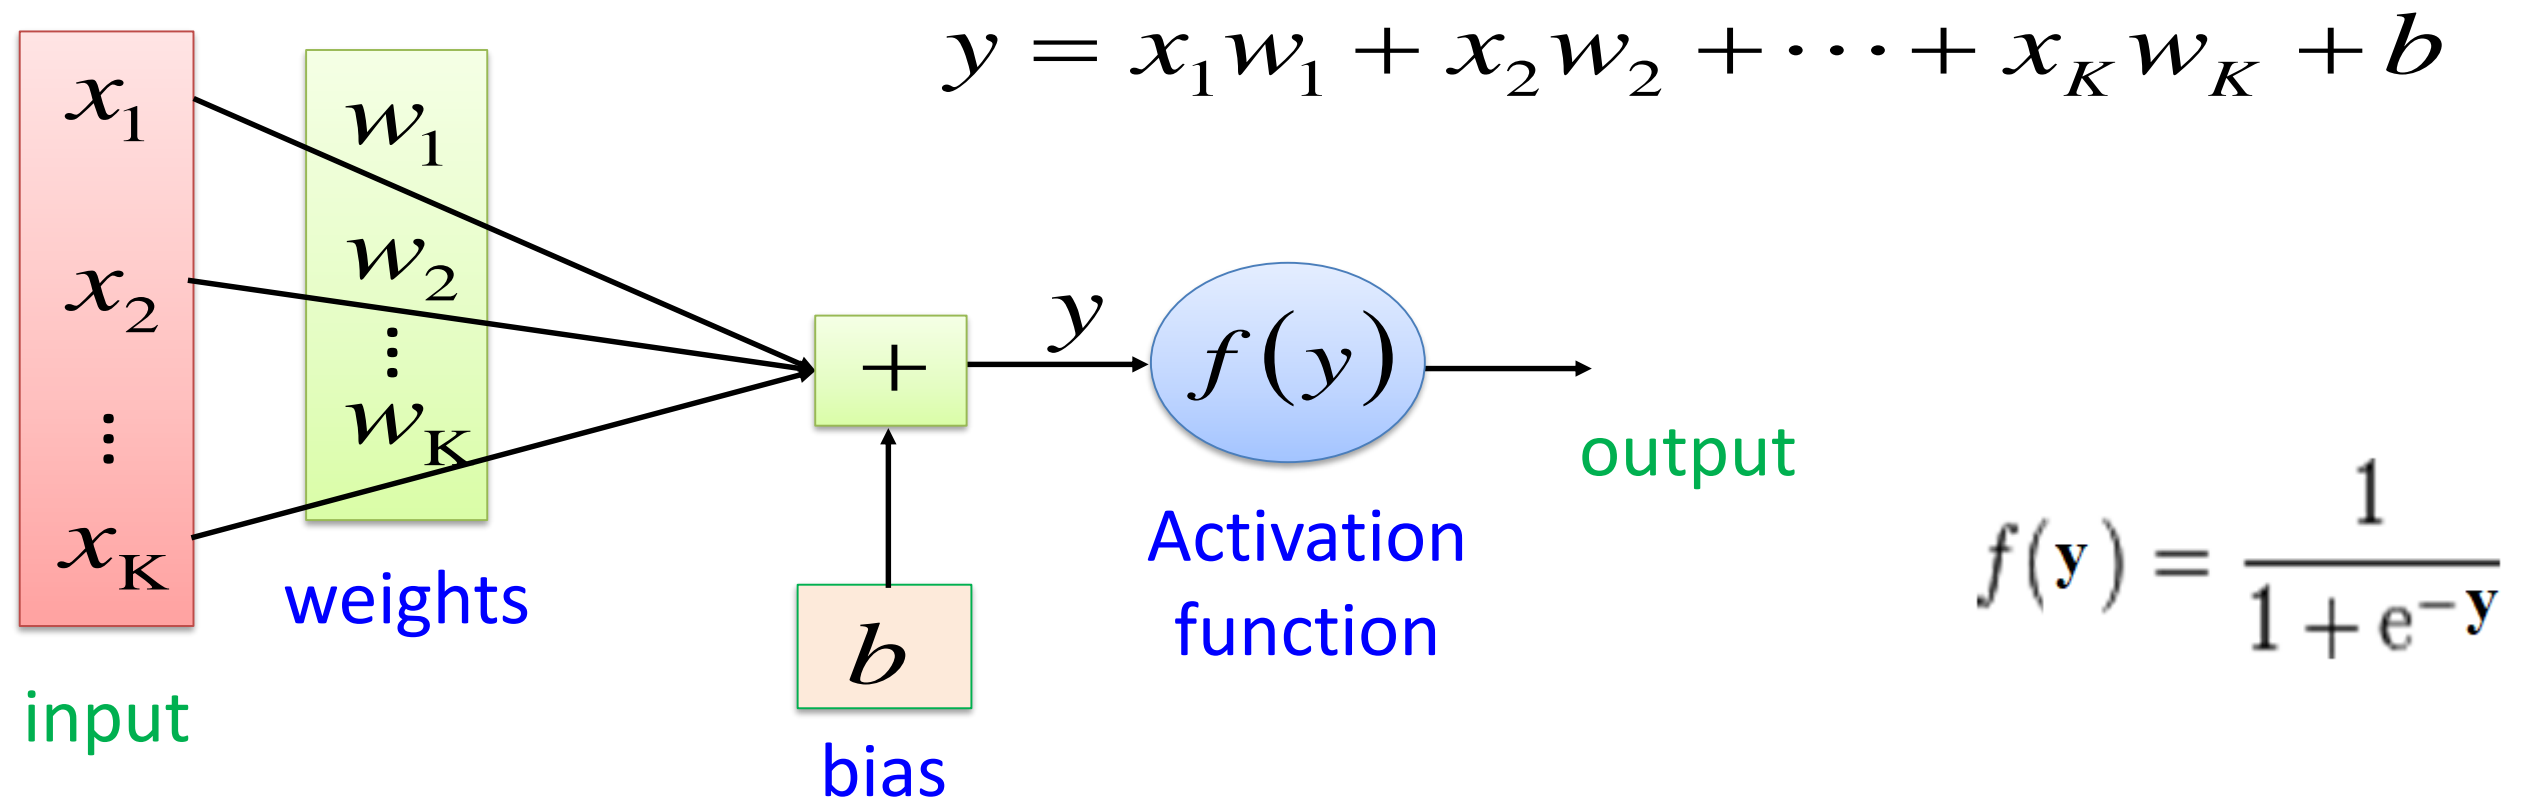 y = x₁w₁ + x₂w₂ + ⋯ + x_K w_K + b
x₁
x₂
⋮
x_K
input
w₁
w₂
⋮
w_K
weights
+
b
bias
y
f(y)
Activation
function
output
f(y) = 1 / (1 + e^{-y})